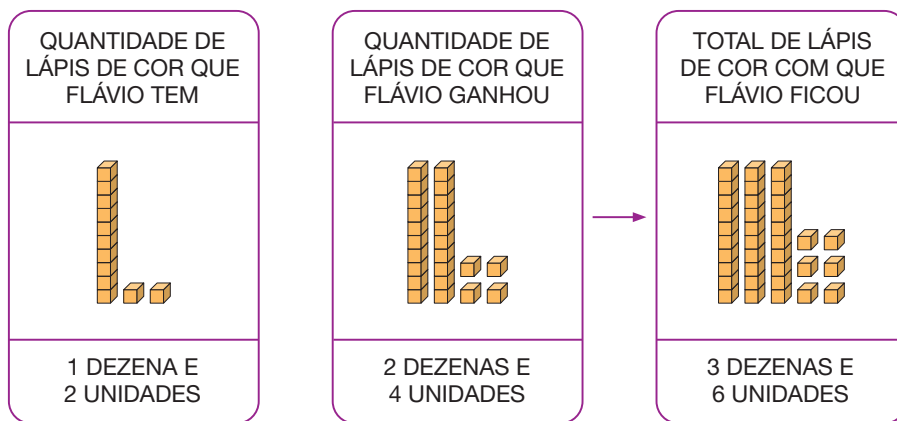 QUANTIDADE DE
LÁPIS DE COR QUE
FLÁVIO TEM
1 DEZENA E
2 UNIDADES
QUANTIDADE DE
LÁPIS DE COR QUE
FLÁVIO GANHOU
2 DEZENAS E
4 UNIDADES
TOTAL DE LÁPIS
DE COR COM QUE
FLÁVIO FICOU
3 DEZENAS E
6 UNIDADES